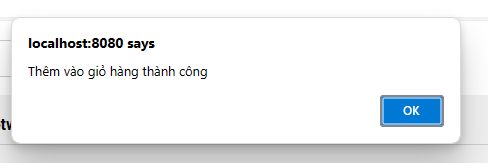 localhost:8080 says
Thêm vào giỏ hàng thành công
OK